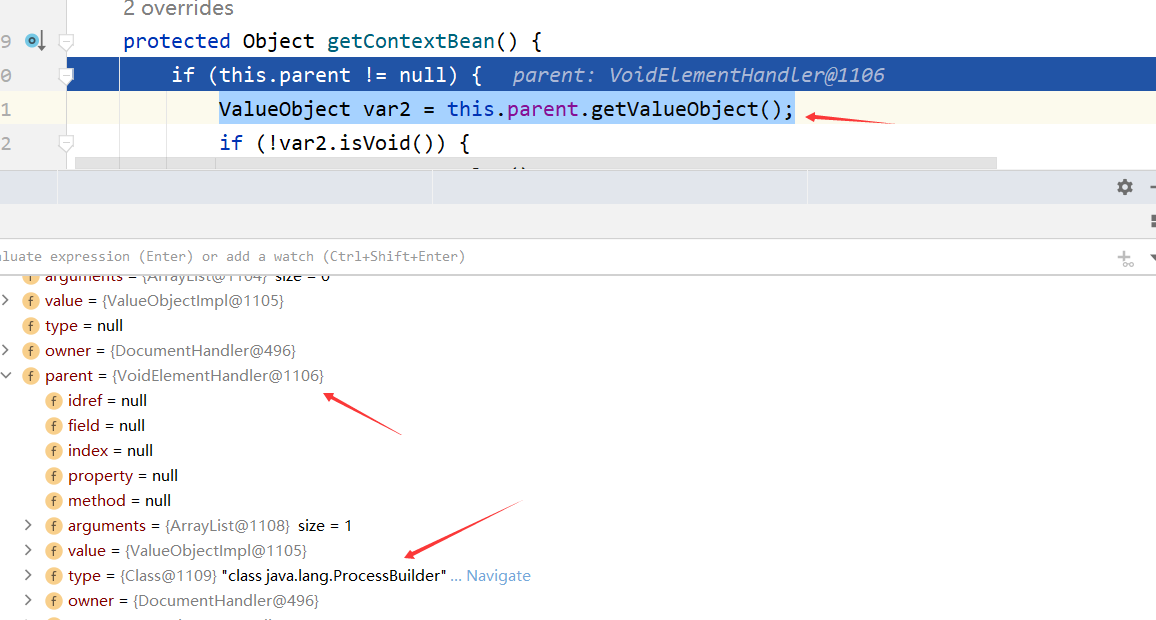 2 overrides
9 protected Object getContextBean() {
0 if (this.parent != null) { parent: VoidElementHandler@1106
1 ValueObject var2 = this.parent.getValueObject();
2 if (!var2.isVoid()) {
aluate expression (Enter) or add a watch (Ctrl+Shift+Enter)
f arguments = {ArrayList@1104} size = 0
f value = {ValueObjectImpl@1105}
f type = null
f owner = {DocumentHandler@496}
f parent = {VoidElementHandler@1106}
f idref = null
f field = null
f index = null
f property = null
f method = null
f arguments = {ArrayList@1108} size = 1
f value = {ValueObjectImpl@1105}
f type = {Class@1109} "class java.lang.ProcessBuilder" ... Navigate
f owner = {DocumentHandler@496}